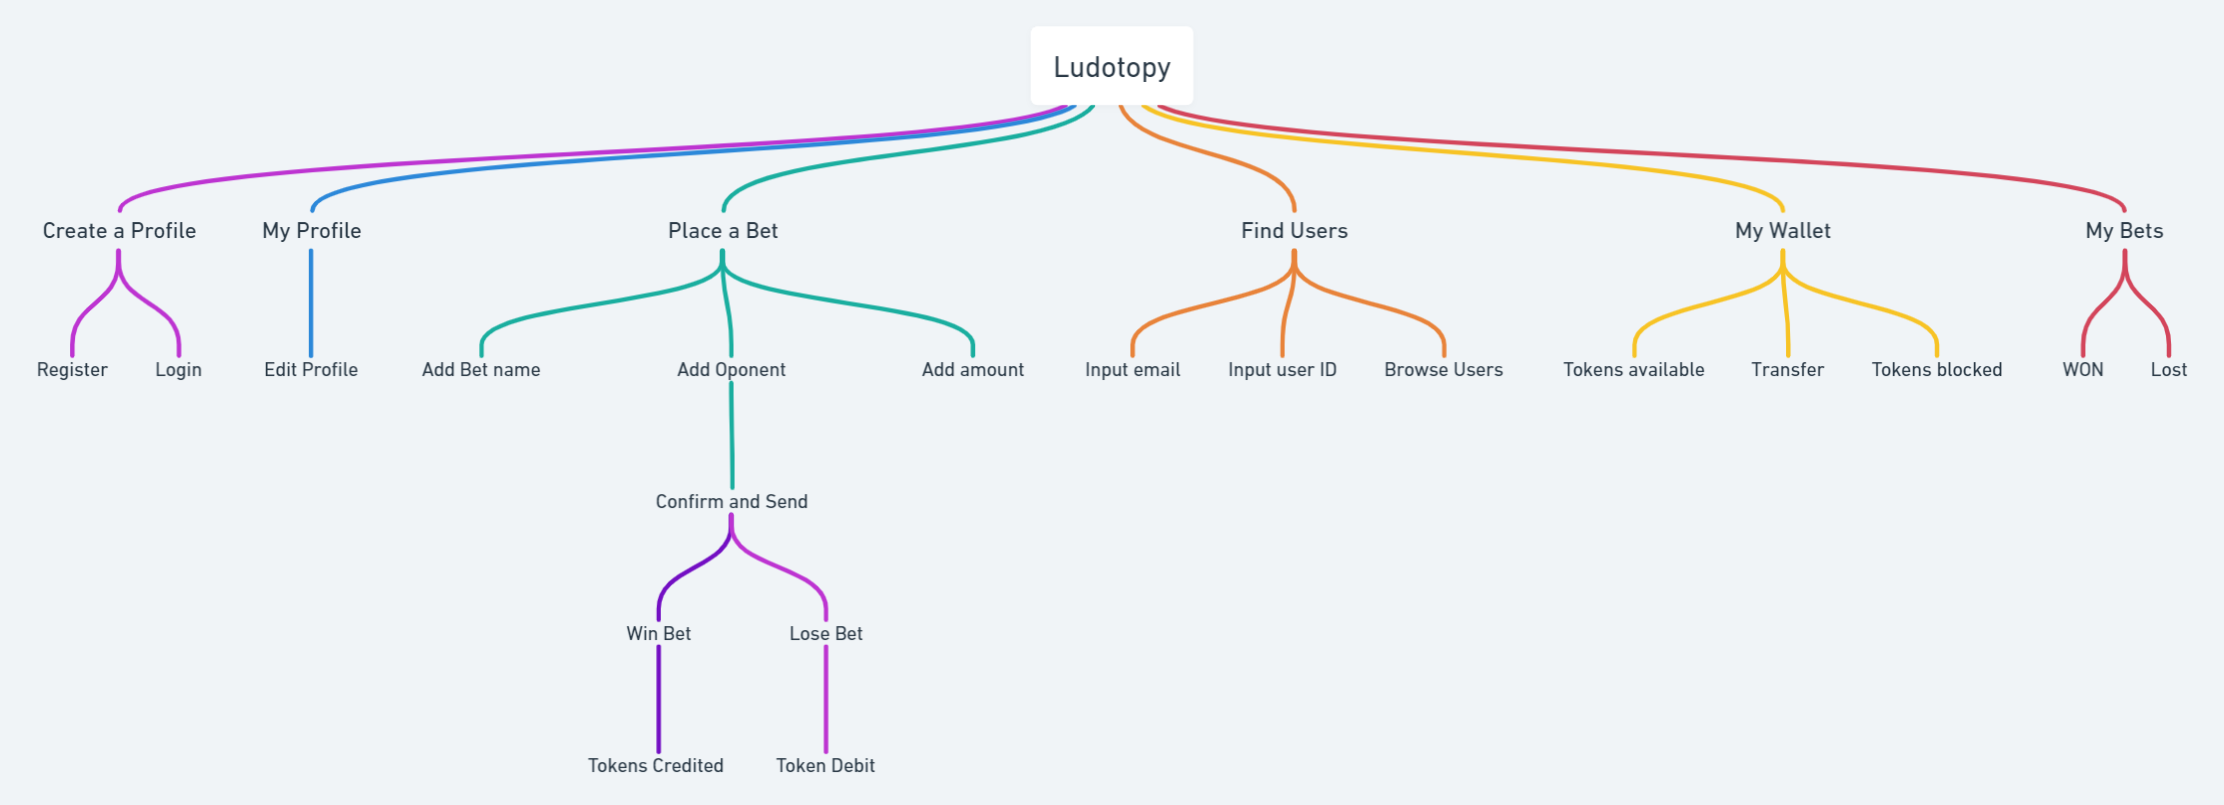 Ludotopy
Create a Profile
My Profile
Place a Bet
Find Users
My Wallet
My Bets
Register
Login
Edit Profile
Add Bet name
Add Oponent
Add amount
Input email
Input user ID
Browse Users
Tokens available
Transfer
Tokens blocked
WON
Lost
Confirm and Send
Win Bet
Lose Bet
Tokens Credited
Token Debit